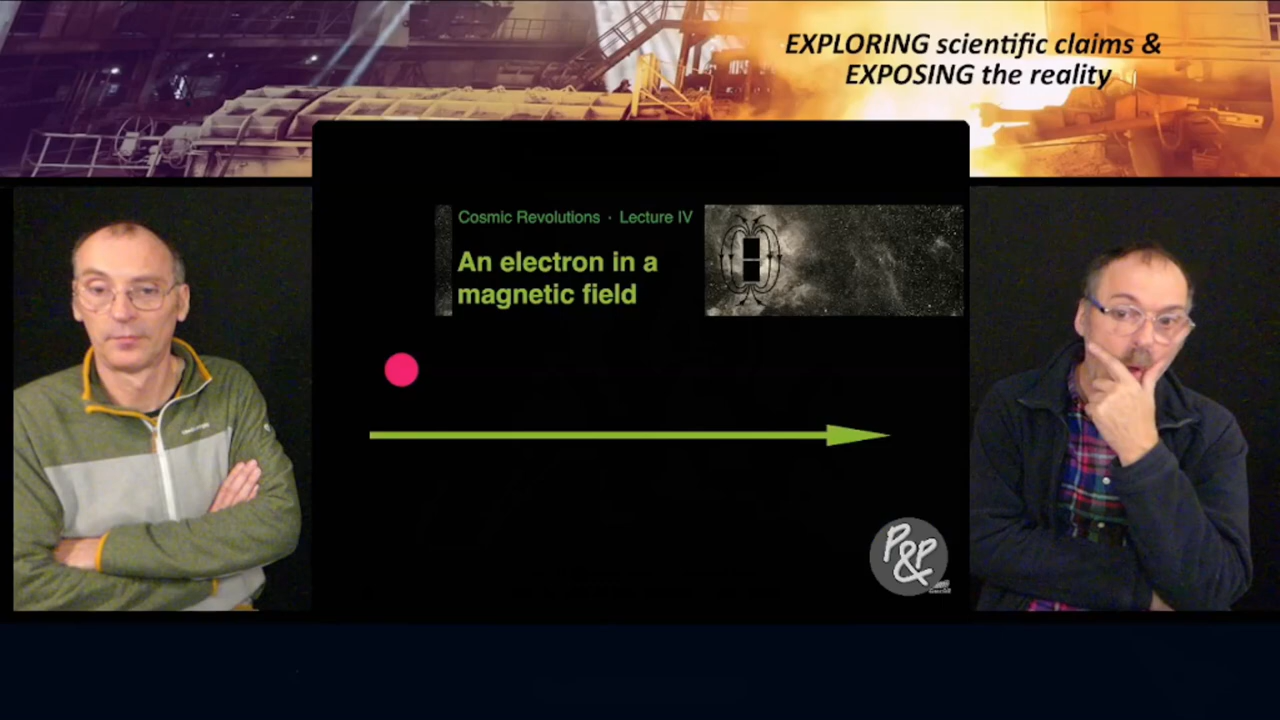 EXPLORING scientific claims &
EXPOSING the reality
Cosmic Revolutions · Lecture IV
An electron in a
magnetic field
P&P